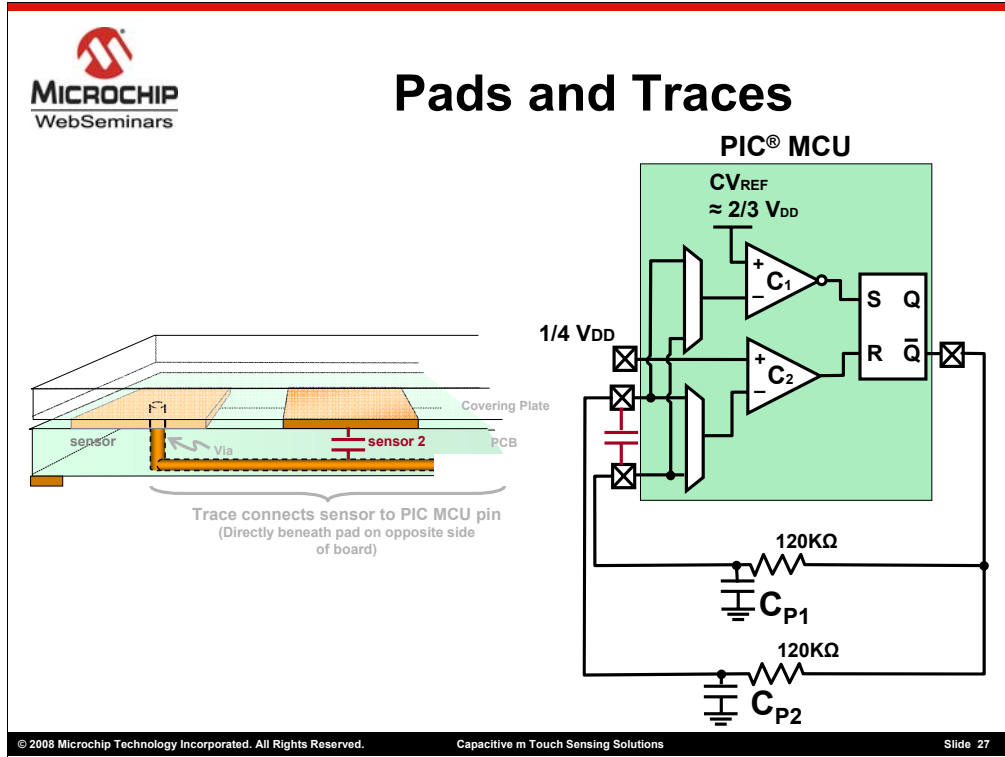 MICROCHIP
WebSeminars
Pads and Traces
PIC® MCU
CVREF
≈ 2/3 VDD
+
C1
–
S Q
1/4 VDD
+
C2
–
R Q̅
Covering Plate
sensor
Via
sensor 2
PCB
Trace connects sensor to PIC MCU pin
(Directly beneath pad on opposite side
of board)
120KΩ
CP1
120KΩ
CP2
© 2008 Microchip Technology Incorporated. All Rights Reserved. Capacitive m Touch Sensing Solutions Slide 27